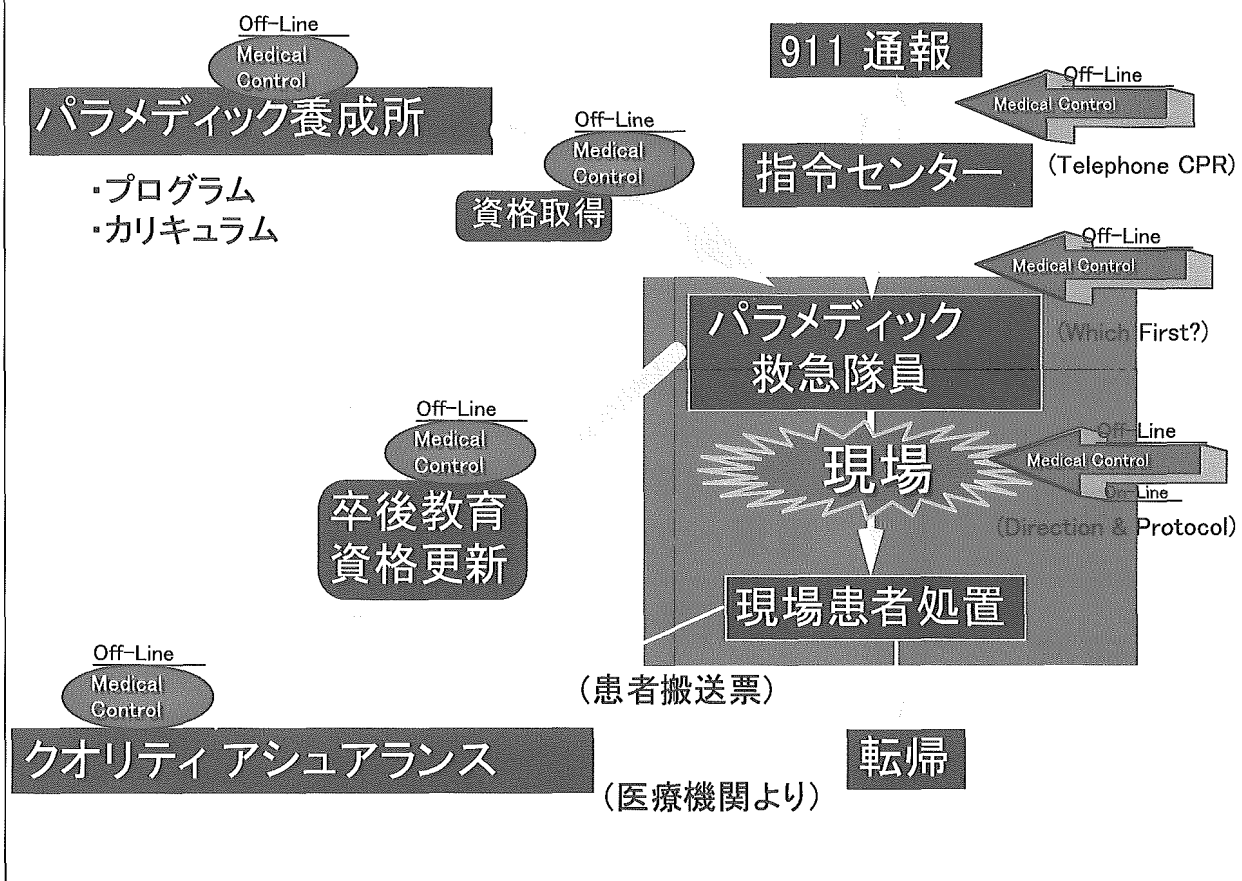 Off-Line
Medical
Control
パラメディック養成所
・プログラム
・カリキュラム
Off-Line
Medical
Control
資格取得
911 通報
Off-Line
Medical Control
(Telephone CPR)
指令センター
Off-Line
Medical Control
(Which First?)
パラメディック
救急隊員
Off-Line
Medical Control
On-Line
(Direction & Protocol)
現場
Off-Line
Medical
Control
卒後教育
資格更新
現場患者処置
(患者搬送票)
Off-Line
Medical
Control
クオリティ アシュアランス
(医療機関より)
転帰